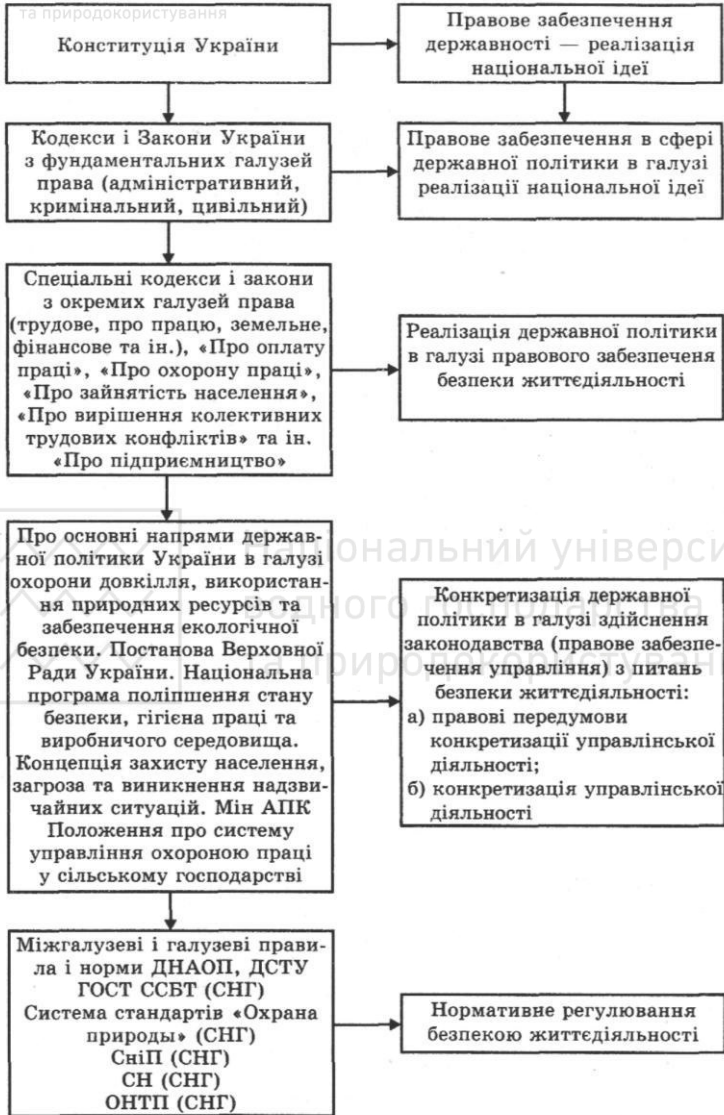 та природокористування
Конституція України
Правове забезпечення
державності — реалізація
національної ідеї
Кодекси і Закони України
з фундаментальних галузей
права (адміністративний,
кримінальний, цивільний)
Правове забезпечення в сфері
державної політики в галузі
реалізації національної ідеї
Спеціальні кодекси і закони
з окремих галузей права
(трудове, про працю, земельне,
фінансове та ін.), «Про оплату
праці», «Про охорону праці»,
«Про зайнятість населення»,
«Про вирішення колективних
трудових конфліктів» та ін.
«Про підприємництво»
Реалізація державної політики
в галузі правового забезпеченя
безпеки життєдіяльності
Про основні напрями держав-
ної політики України в галузі
охорони довкілля, використан-
ня природних ресурсів та
забезпечення екологічної
безпеки. Постанова Верховної
Ради України. Національна
програма поліпшення стану
безпеки, гігієна праці та
виробничого середовища.
Концепція захисту населення,
загроза та виникнення надзви-
чайних ситуацій. Мін АПК
Положення про систему
управління охороною праці
у сільському господарстві
Конкретизація державної
політики в галузі здійснення
законодавства (правове забезпе-
чення управління) з питань
безпеки життєдіяльності:
а) правові передумови
конкретизації управлінської
діяльності;
б) конкретизація управлінської
діяльності
Міжгалузеві і галузеві прави-
ла і норми ДНАОП, ДСТУ
ГОСТ ССБТ (СНГ)
Система стандартів «Охрана
природы» (СНГ)
СніП (СНГ)
СН (СНГ)
ОНТП (СНГ)
Нормативне регулювання
безпекою життєдіяльності
Національний універси
водного господарства
та природокористуван